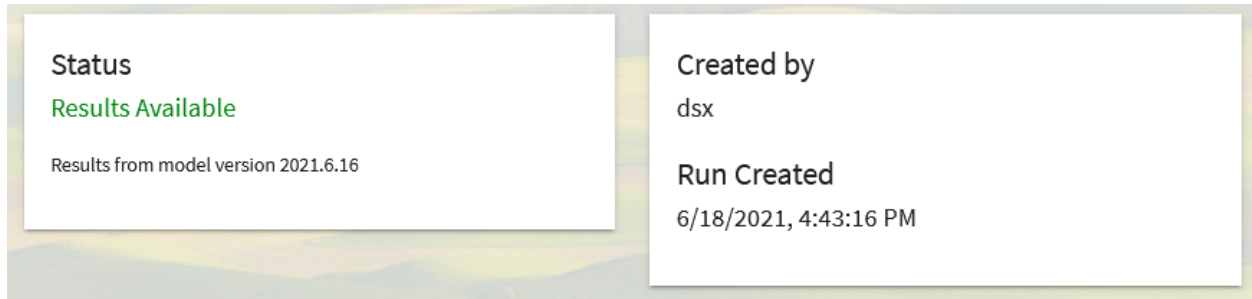 Status
Results Available
Results from model version 2021.6.16
Created by
dsx
Run Created
6/18/2021, 4:43:16 PM